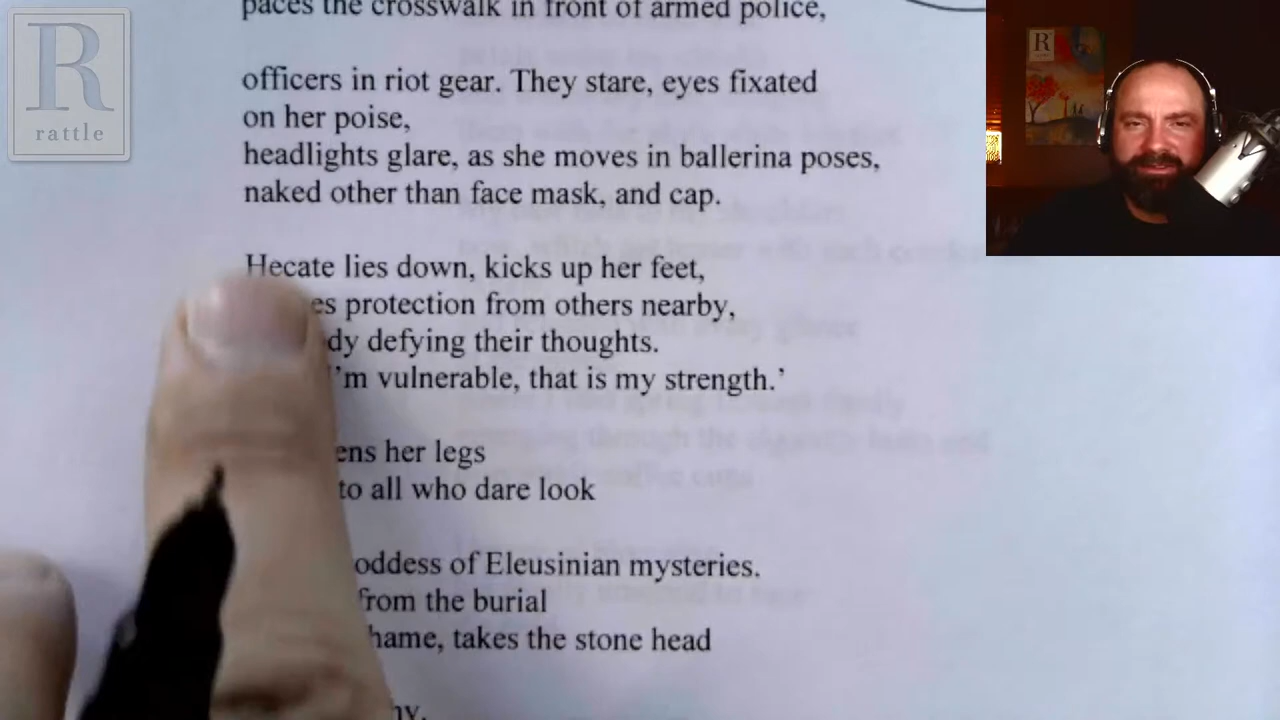 R
rattle
R
paces the crosswalk in front of armed police,
officers in riot gear. They stare, eyes fixated
on her poise,
headlights glare, as she moves in ballerina poses,
naked other than face mask, and cap.
Hecate lies down, kicks up her feet,
protection from others nearby,
defying their thoughts.
I'm vulnerable, that is my strength.'
her legs
to all who dare look
of Eleusinian mysteries.
from the burial
takes the stone head